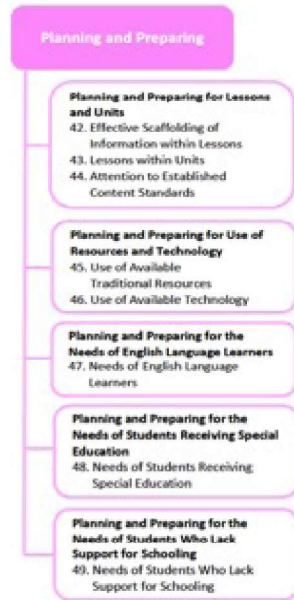 Planning and Preparing
Planning and Preparing for Lessons
and Units
42. Effective Scaffolding of
Information within Lessons
43. Lessons within Units
44. Attention to Established
Content Standards
Planning and Preparing for Use of
Resources and Technology
45. Use of Available
Traditional Resources
46. Use of Available Technology
Planning and Preparing for the
Needs of English Language Learners
47. Needs of English Language
Learners
Planning and Preparing for the
Needs of Students Receiving Special
Education
48. Needs of Students Receiving
Special Education
Planning and Preparing for the
Needs of Students Who Lack
Support for Schooling
49. Needs of Students Who Lack
Support for Schooling